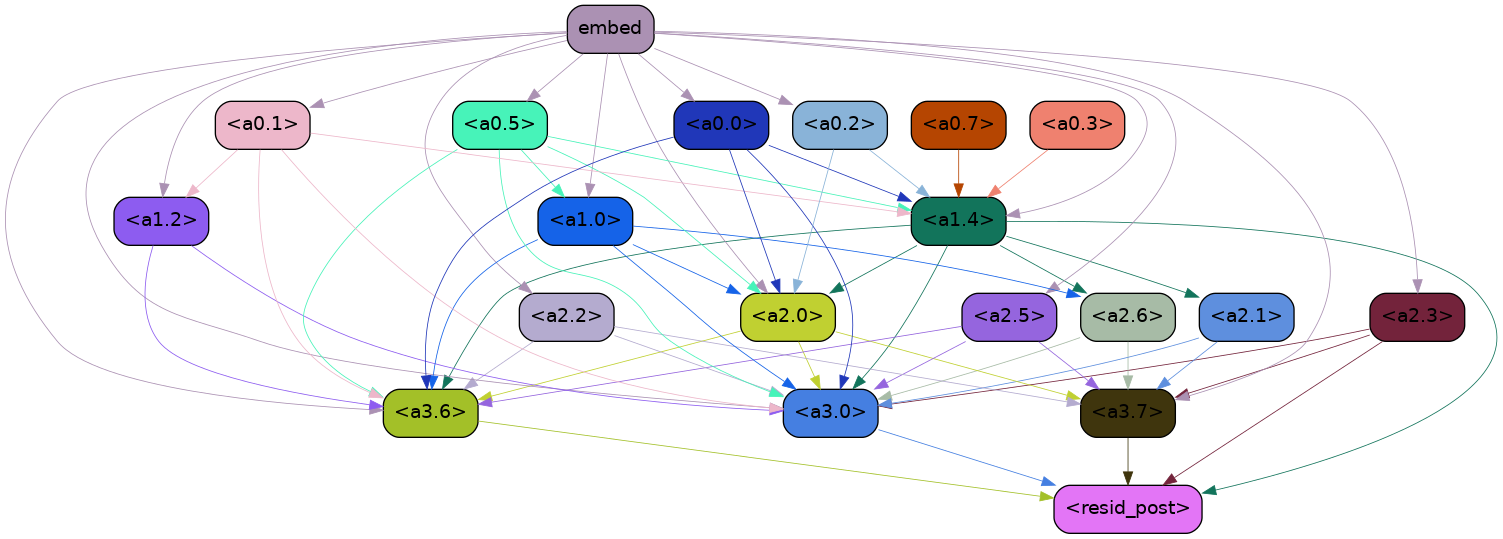 embed
<a0.1> <a0.5> <a0.0> <a0.2> <a0.7> <a0.3>
<a1.2> <a1.0> <a1.4>
<a2.2> <a2.0> <a2.5> <a2.6> <a2.1> <a2.3>
<a3.6> <a3.0> <a3.7>
<resid_post>